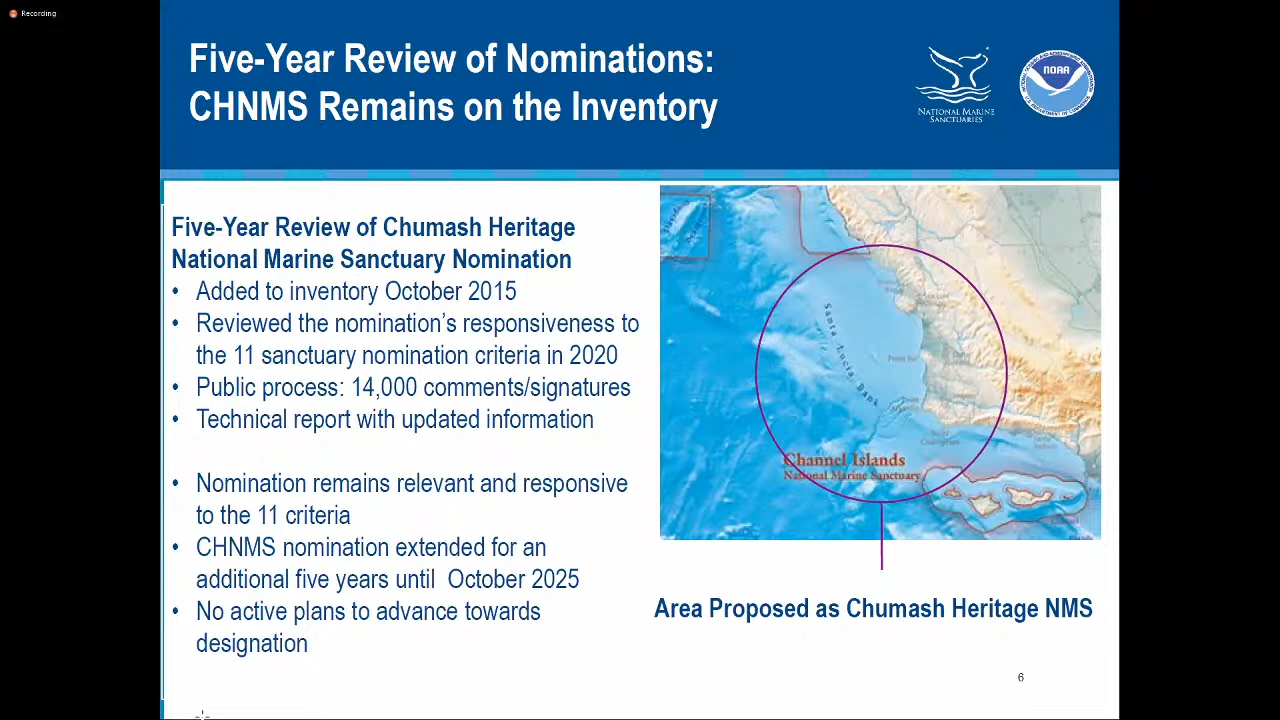 Recording
Five-Year Review of Nominations:
CHNMS Remains on the Inventory
NATIONAL MARINE
SANCTUARIES
NOAA
Five-Year Review of Chumash Heritage
National Marine Sanctuary Nomination
• Added to inventory October 2015
• Reviewed the nomination's responsiveness to
the 11 sanctuary nomination criteria in 2020
• Public process: 14,000 comments/signatures
• Technical report with updated information
• Nomination remains relevant and responsive
to the 11 criteria
• CHNMS nomination extended for an
additional five years until October 2025
• No active plans to advance towards
designation
Santa Lucia Bank
Channel Islands
National Marine Sanctuary
Area Proposed as Chumash Heritage NMS
6